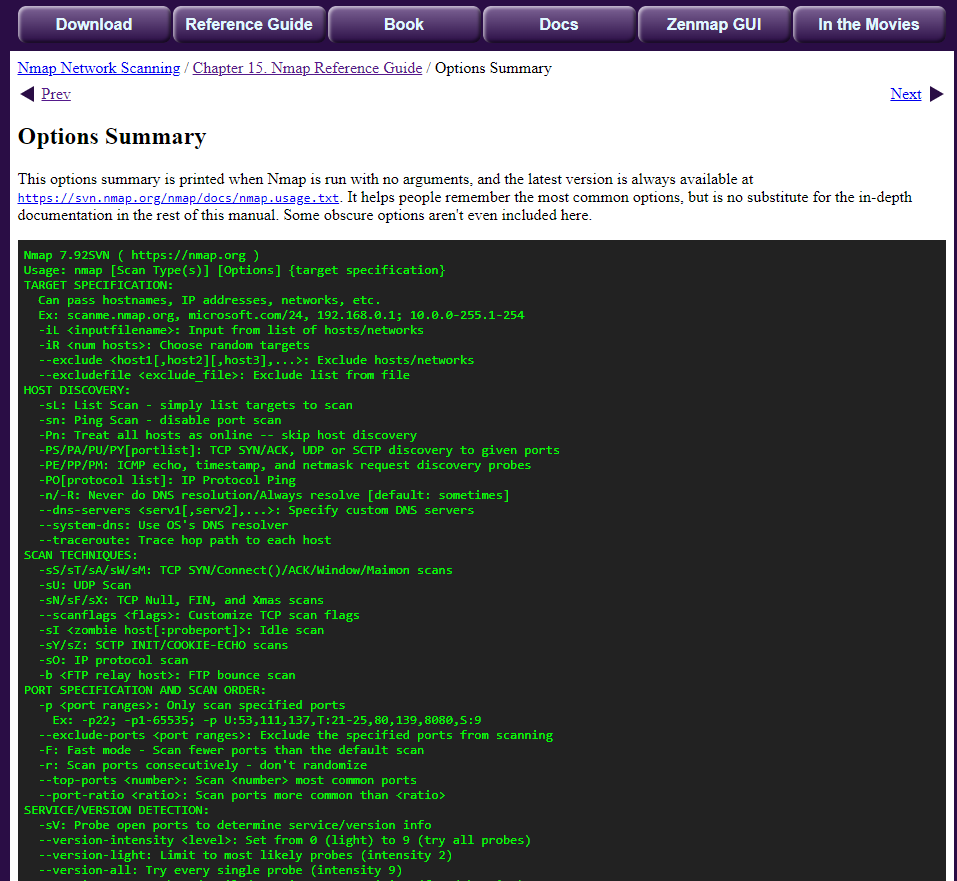 Download Reference Guide Book Docs Zenmap GUI In the Movies
Nmap Network Scanning / Chapter 15. Nmap Reference Guide / Options Summary
Prev Next
Options Summary
This options summary is printed when Nmap is run with no arguments, and the latest version is always available at
https://svn.nmap.org/nmap/docs/nmap.usage.txt. It helps people remember the most common options, but is no substitute for the in-depth
documentation in the rest of this manual. Some obscure options aren't even included here.
Nmap 7.92SVN ( https://nmap.org )
Usage: nmap [Scan Type(s)] [Options] {target specification}
TARGET SPECIFICATION:
  Can pass hostnames, IP addresses, networks, etc.
  Ex: scanme.nmap.org, microsoft.com/24, 192.168.0.1; 10.0.0-255.1-254
  -iL <inputfilename>: Input from list of hosts/networks
  -iR <num hosts>: Choose random targets
  --exclude <host1[,host2][,host3],...>: Exclude hosts/networks
  --excludefile <exclude_file>: Exclude list from file
HOST DISCOVERY:
  -sL: List Scan - simply list targets to scan
  -sn: Ping Scan - disable port scan
  -Pn: Treat all hosts as online -- skip host discovery
  -PS/PA/PU/PY[portlist]: TCP SYN/ACK, UDP or SCTP discovery to given ports
  -PE/PP/PM: ICMP echo, timestamp, and netmask request discovery probes
  -PO[protocol list]: IP Protocol Ping
  -n/-R: Never do DNS resolution/Always resolve [default: sometimes]
  --dns-servers <serv1[,serv2],...>: Specify custom DNS servers
  --system-dns: Use OS's DNS resolver
  --traceroute: Trace hop path to each host
SCAN TECHNIQUES:
  -sS/sT/sA/sW/sM: TCP SYN/Connect()/ACK/Window/Maimon scans
  -sU: UDP Scan
  -sN/sF/sX: TCP Null, FIN, and Xmas scans
  --scanflags <flags>: Customize TCP scan flags
  -sI <zombie host[:probeport]>: Idle scan
  -sY/sZ: SCTP INIT/COOKIE-ECHO scans
  -sO: IP protocol scan
  -b <FTP relay host>: FTP bounce scan
PORT SPECIFICATION AND SCAN ORDER:
  -p <port ranges>: Only scan specified ports
    Ex: -p22; -p1-65535; -p U:53,111,137,T:21-25,80,139,8080,S:9
  --exclude-ports <port ranges>: Exclude the specified ports from scanning
  -F: Fast mode - Scan fewer ports than the default scan
  -r: Scan ports consecutively - don't randomize
  --top-ports <number>: Scan <number> most common ports
  --port-ratio <ratio>: Scan ports more common than <ratio>
SERVICE/VERSION DETECTION:
  -sV: Probe open ports to determine service/version info
  --version-intensity <level>: Set from 0 (light) to 9 (try all probes)
  --version-light: Limit to most likely probes (intensity 2)
  --version-all: Try every single probe (intensity 9)